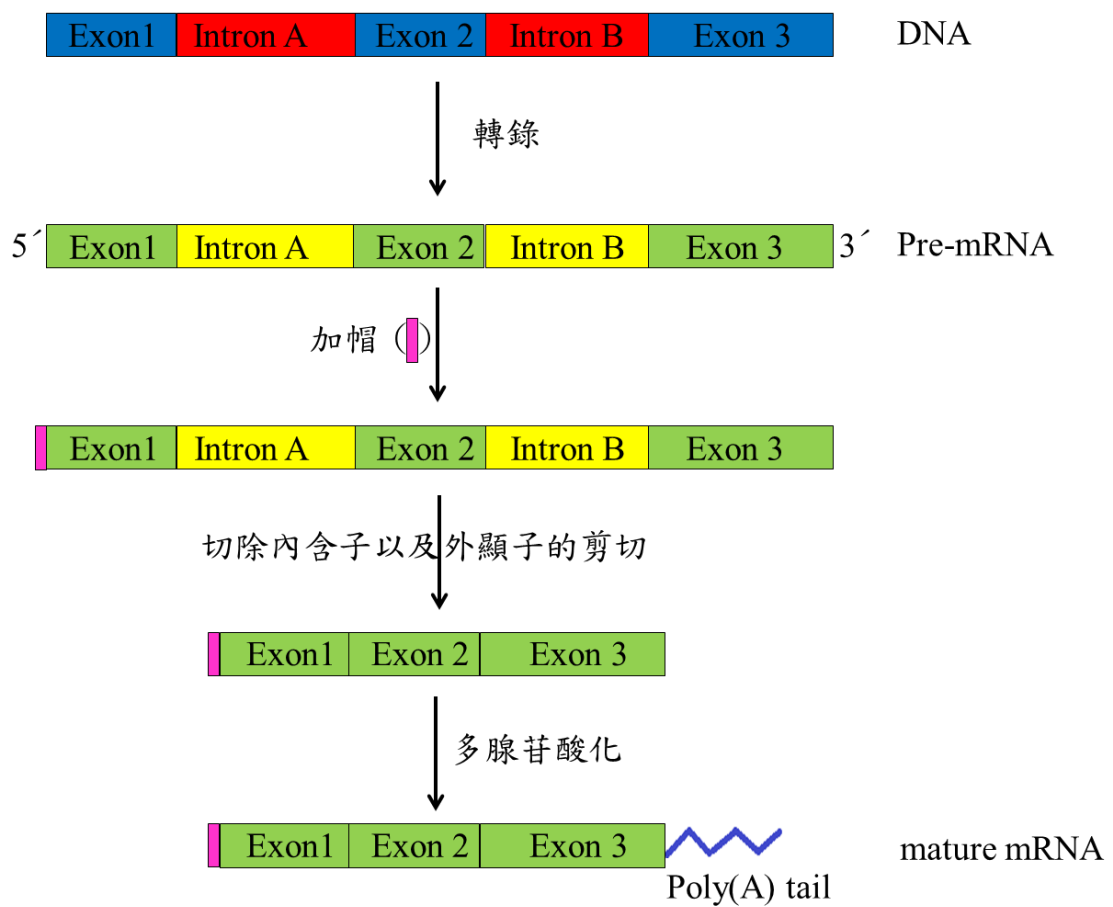 Exon1 Intron A Exon 2 Intron B Exon 3 DNA
轉錄
5´ Exon1 Intron A Exon 2 Intron B Exon 3 3´ Pre-mRNA
加帽 ( )
Exon1 Intron A Exon 2 Intron B Exon 3
切除內含子以及外顯子的剪切
Exon1 Exon 2 Exon 3
多腺苷酸化
Exon1 Exon 2 Exon 3 mature mRNA
Poly(A) tail